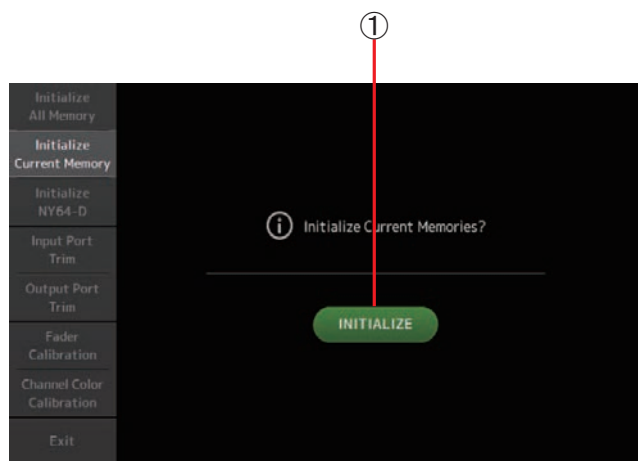 ①
Initialize
All Memory
Initialize
Current Memory
Initialize
NY64-D
Input Port
Trim
Output Port
Trim
Fader
Calibration
Channel Color
Calibration
Exit
Initialize Current Memories?
INITIALIZE